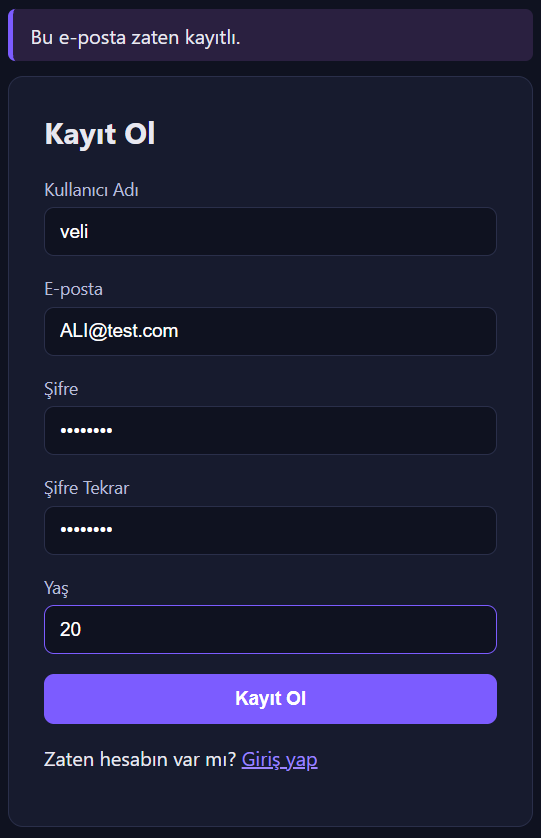 Bu e-posta zaten kayıtlı.
Kayıt Ol
Kullanıcı Adı
veli
E-posta
ALI@test.com
Şifre
••••••••
Şifre Tekrar
••••••••
Yaş
20
Kayıt Ol
Zaten hesabın var mı? Giriş yap